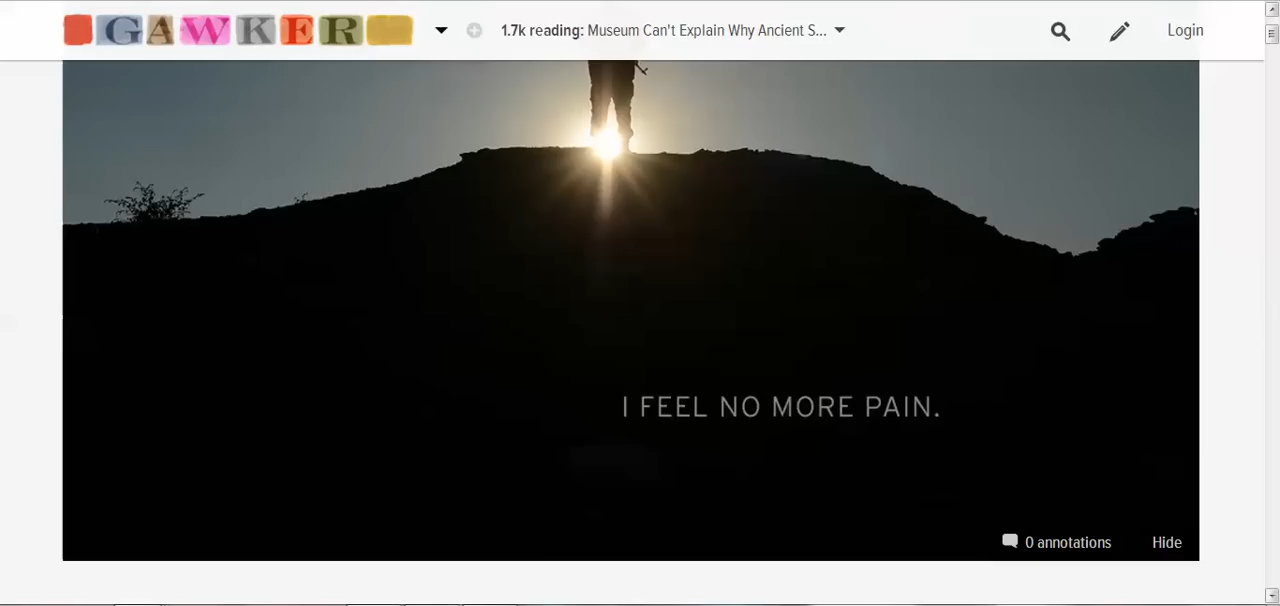 GAWKER
1.7k reading: Museum Can't Explain Why Ancient S...
Login
I FEEL NO MORE PAIN.
0 annotations
Hide